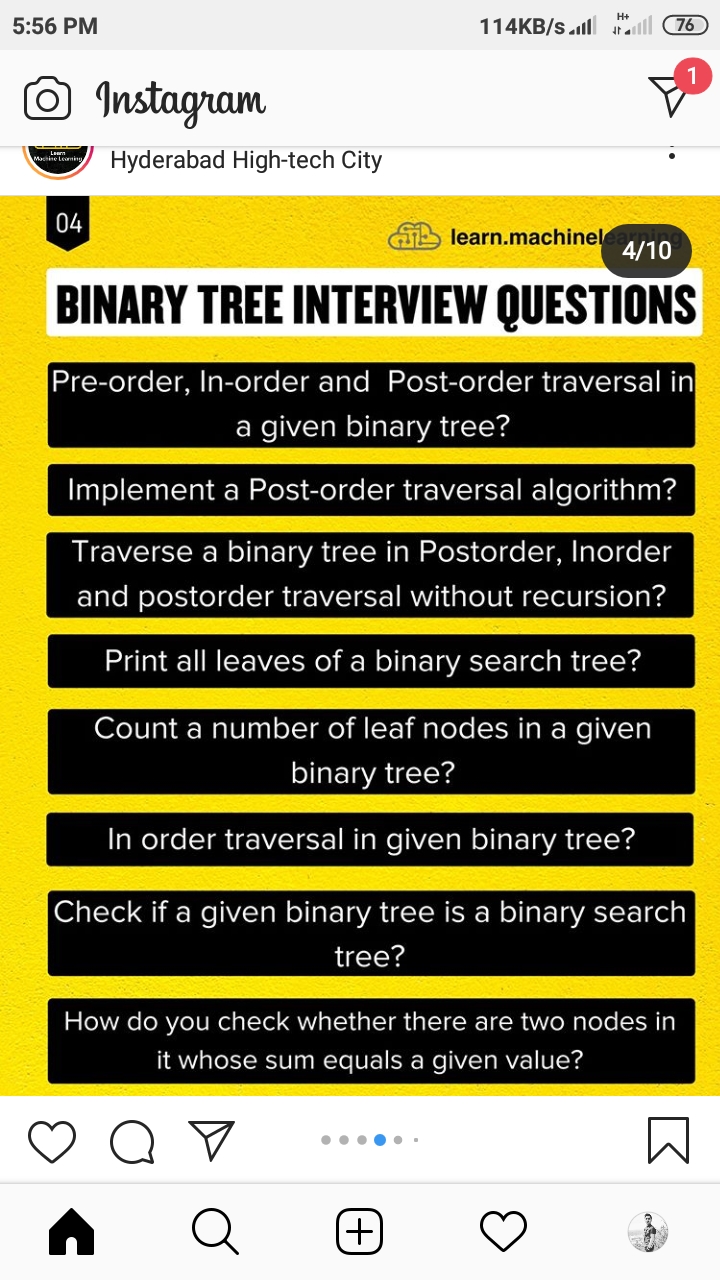 5:56 PM
114KB/s
H+
76
Instagram
1
Learn
Machine Learning
Hyderabad High-tech City
04
learn.machinelearning
4/10
BINARY TREE INTERVIEW QUESTIONS
Pre-order, In-order and Post-order traversal in
a given binary tree?
Implement a Post-order traversal algorithm?
Traverse a binary tree in Postorder, Inorder
and postorder traversal without recursion?
Print all leaves of a binary search tree?
Count a number of leaf nodes in a given
binary tree?
In order traversal in given binary tree?
Check if a given binary tree is a binary search
tree?
How do you check whether there are two nodes in
it whose sum equals a given value?